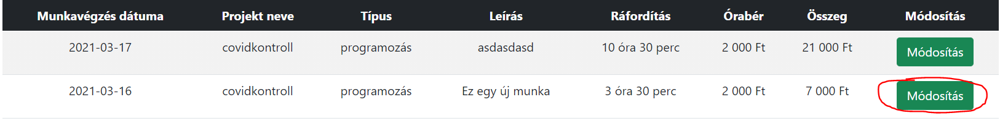 Munkavégzés dátuma Projekt neve Típus Leírás Ráfordítás Órabér Összeg Módosítás
2021-03-17 covidkontroll programozás asdasdasd 10 óra 30 perc 2 000 Ft 21 000 Ft Módosítás
2021-03-16 covidkontroll programozás Ez egy új munka 3 óra 30 perc 2 000 Ft 7 000 Ft Módosítás